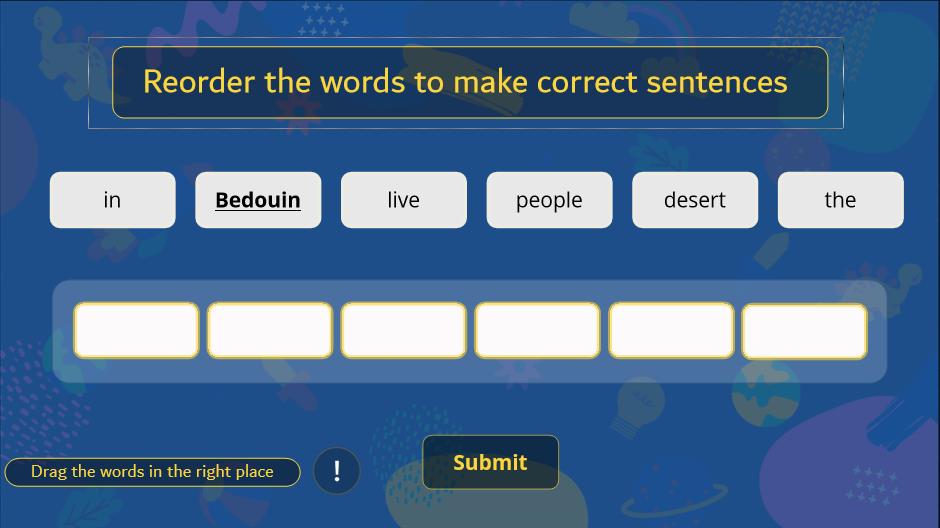 Reorder the words to make correct sentences
in Bedouin live people desert the
Submit
Drag the words in the right place !